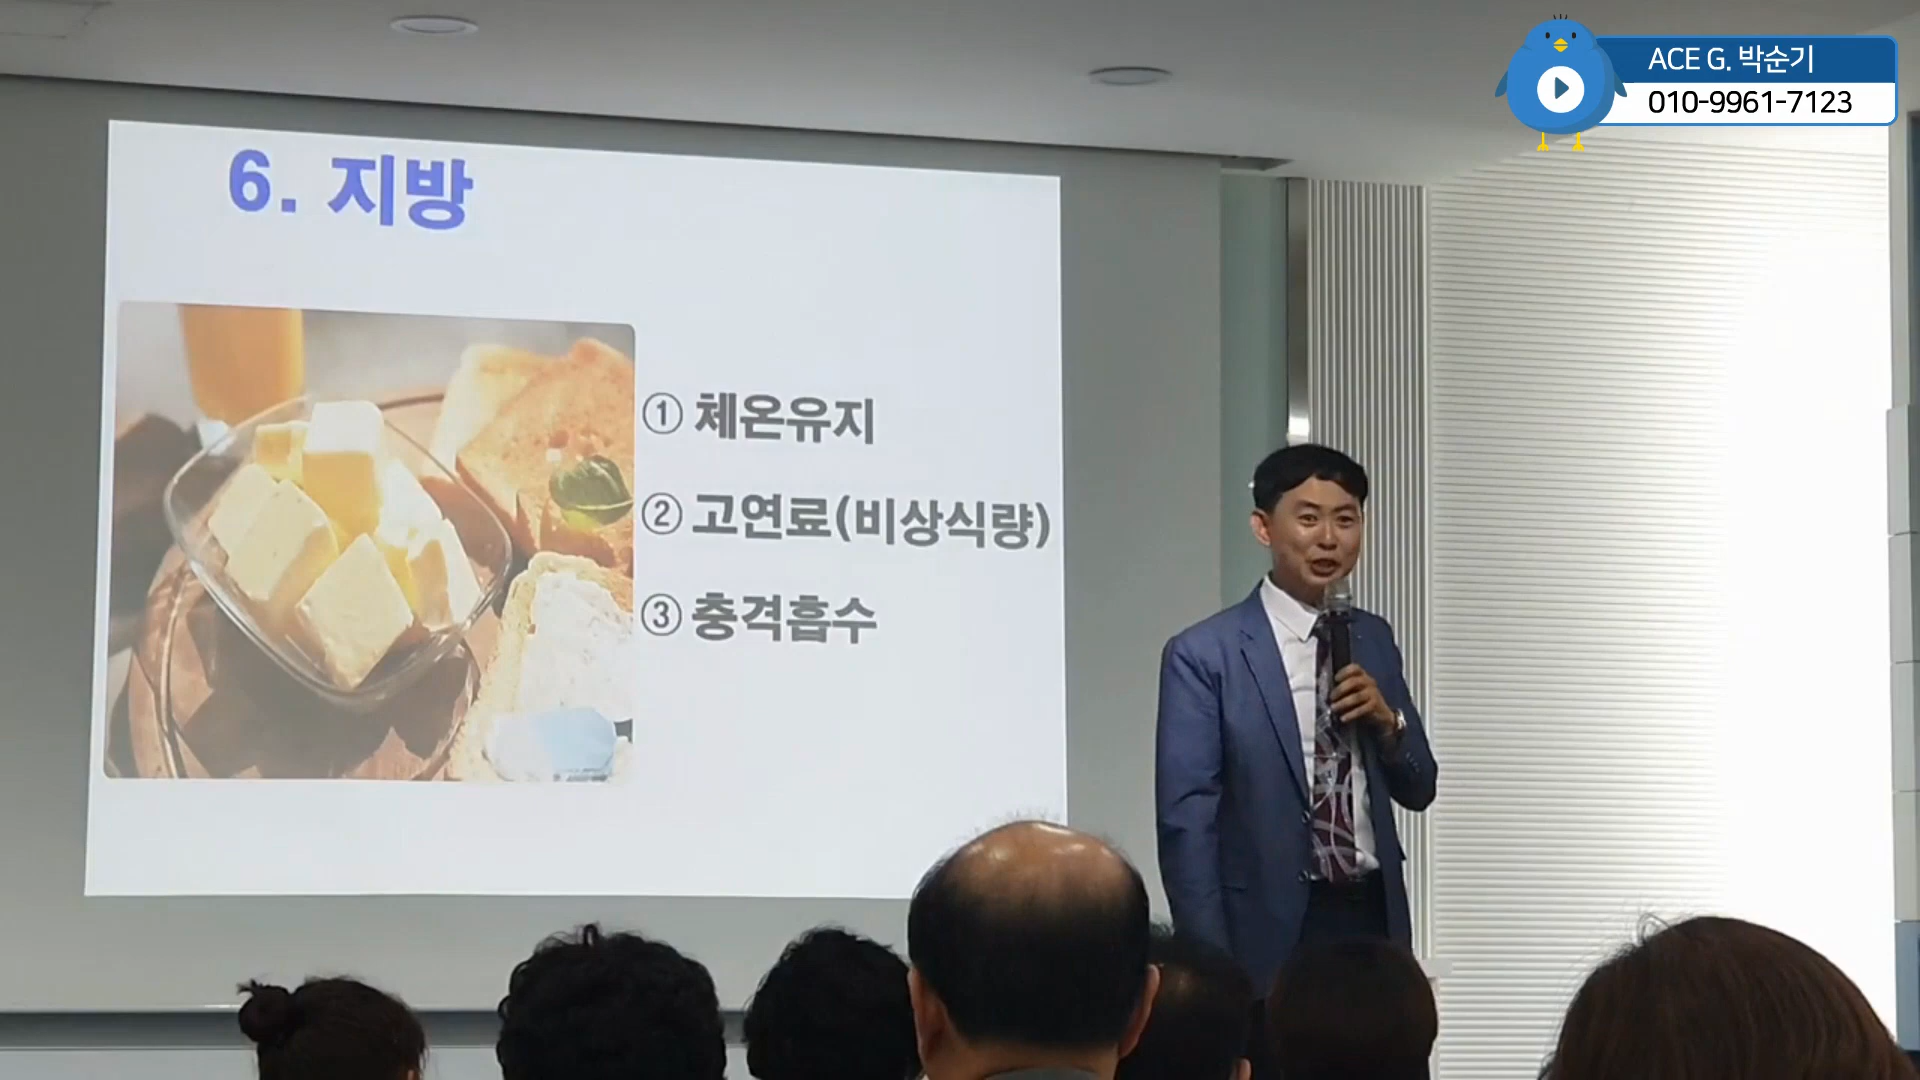 ACE G. 박순기
010-9961-7123
6. 지방
① 체온유지
② 고연료(비상식량)
③ 충격흡수